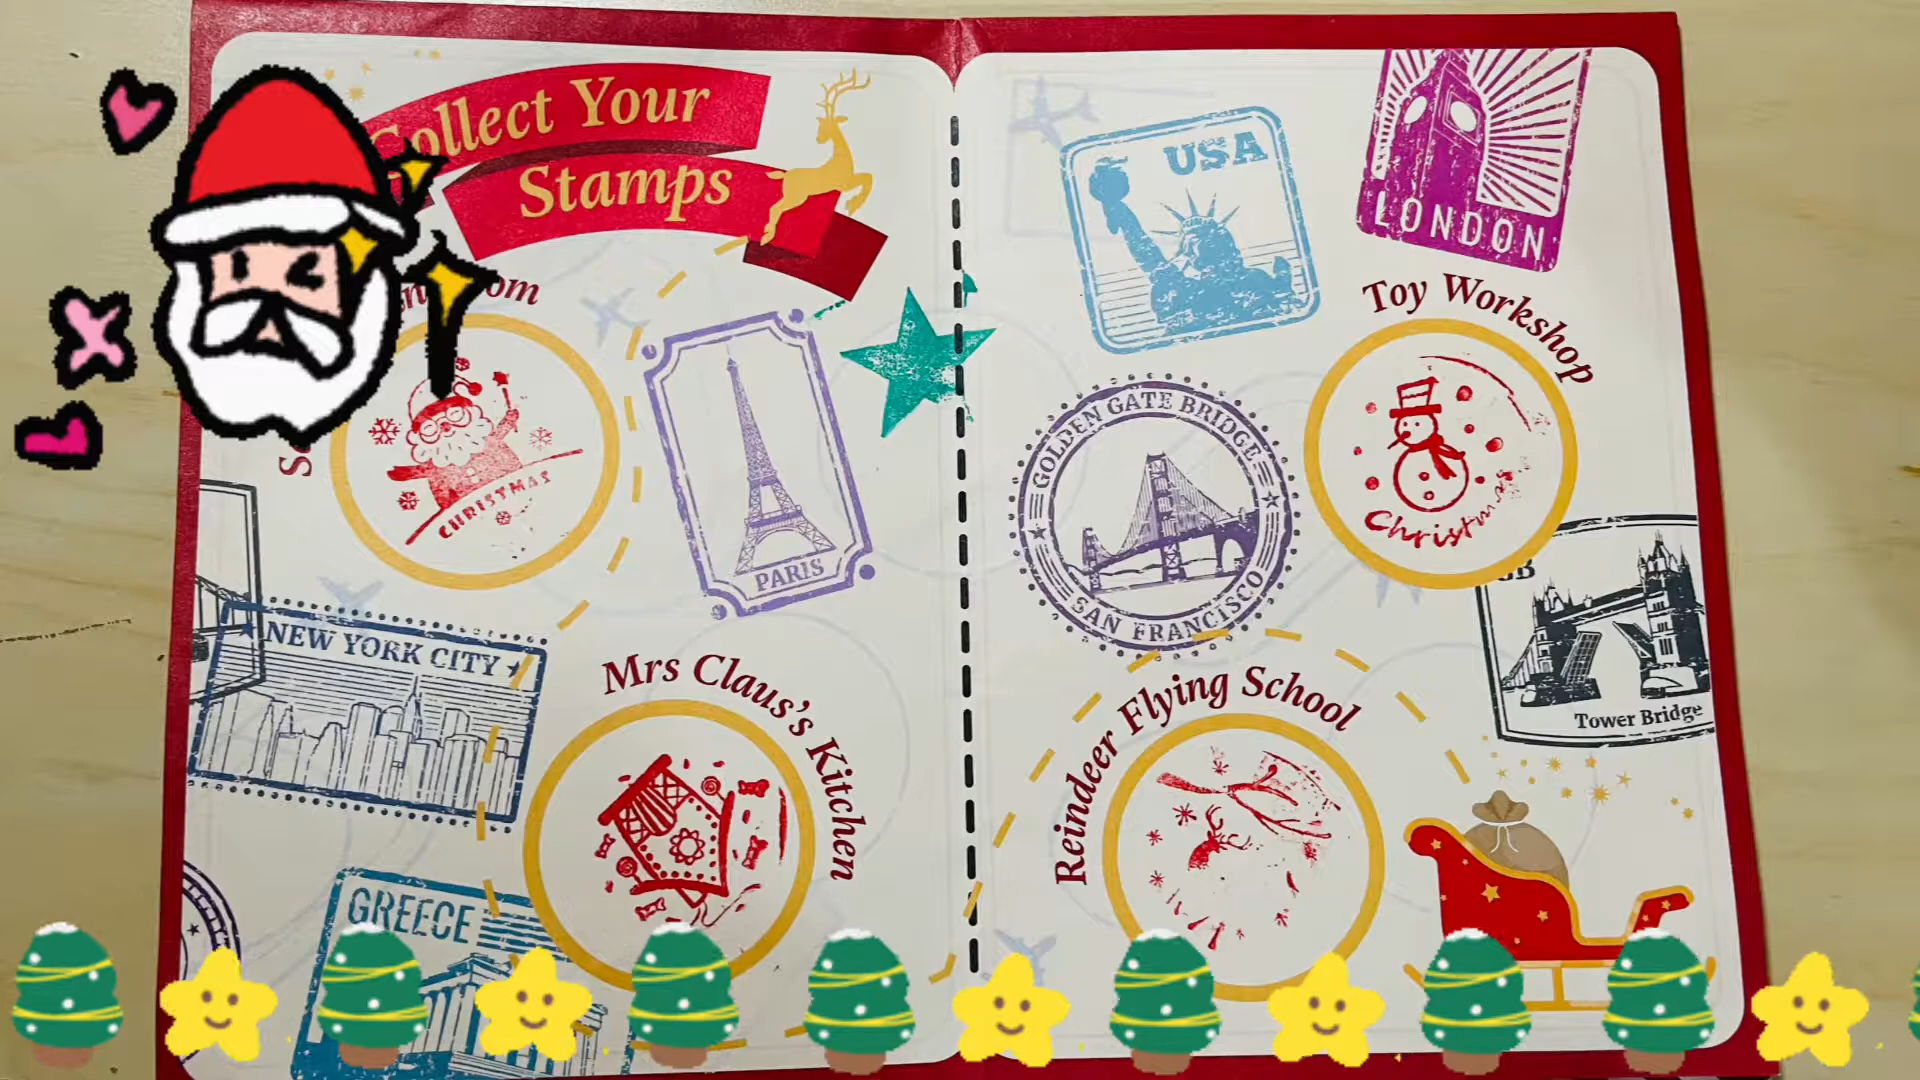 Collect Your
Stamps
USA
LONDON
Toy Workshop
CHRISTMAS
PARIS
GOLDEN GATE BRIDGE
SAN FRANCISCO
Christmas
NEW YORK CITY
Mrs Claus's Kitchen
Reindeer Flying School
Tower Bridge
GREECE